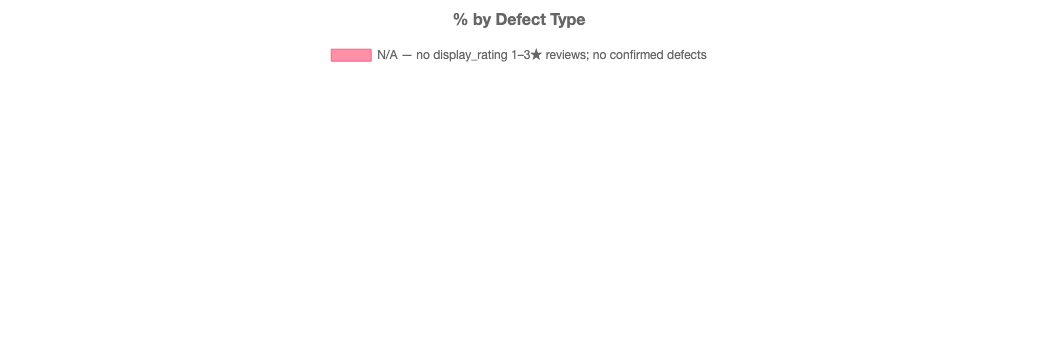 % by Defect Type
N/A — no display_rating 1–3★ reviews; no confirmed defects